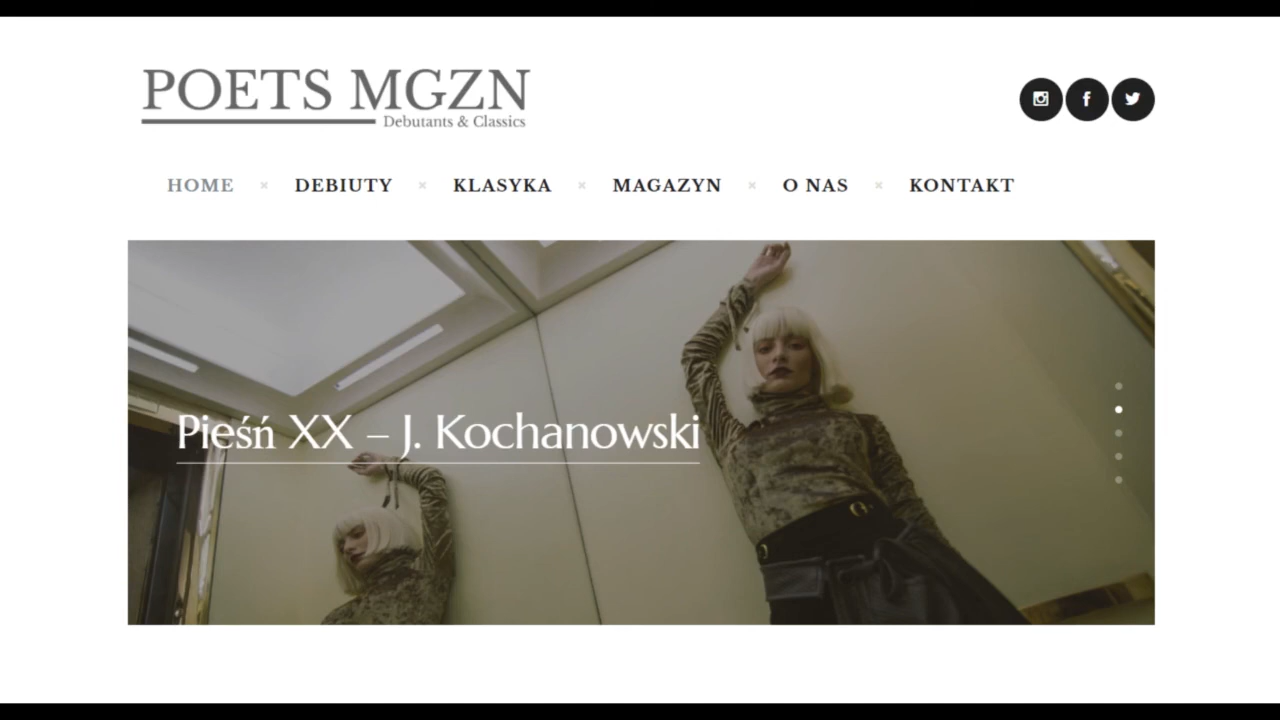 POETS MGZN
Debutants & Classics
HOME × DEBIUTY × KLASYKA × MAGAZYN × O NAS × KONTAKT
Pieśń XX – J. Kochanowski